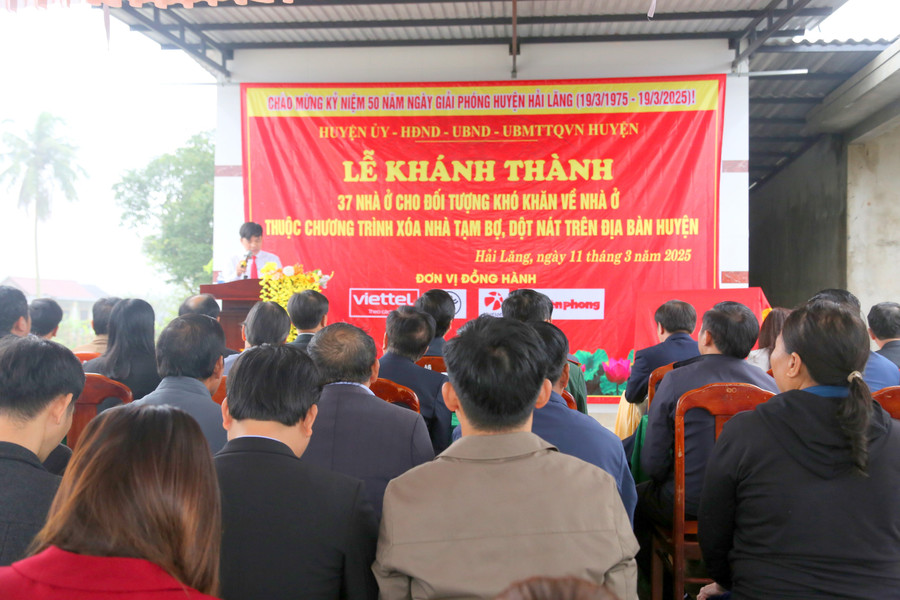 CHÀO MỪNG KỶ NIỆM 50 NĂM NGÀY GIẢI PHÓNG HUYỆN HẢI LĂNG (19/3/1975 - 19/3/2025)!
HUYỆN ỦY - HĐND - UBND - UBMTTQVN HUYỆN
LỄ KHÁNH THÀNH
37 NHÀ Ở CHO ĐỐI TƯỢNG KHÓ KHĂN VỀ NHÀ Ở
THUỘC CHƯƠNG TRÌNH XÓA NHÀ TẠM BỢ, DỘT NÁT TRÊN ĐỊA BÀN HUYỆN
Hải Lăng, ngày 11 tháng 3 năm 2025
ĐƠN VỊ ĐỒNG HÀNH
viettel
phong